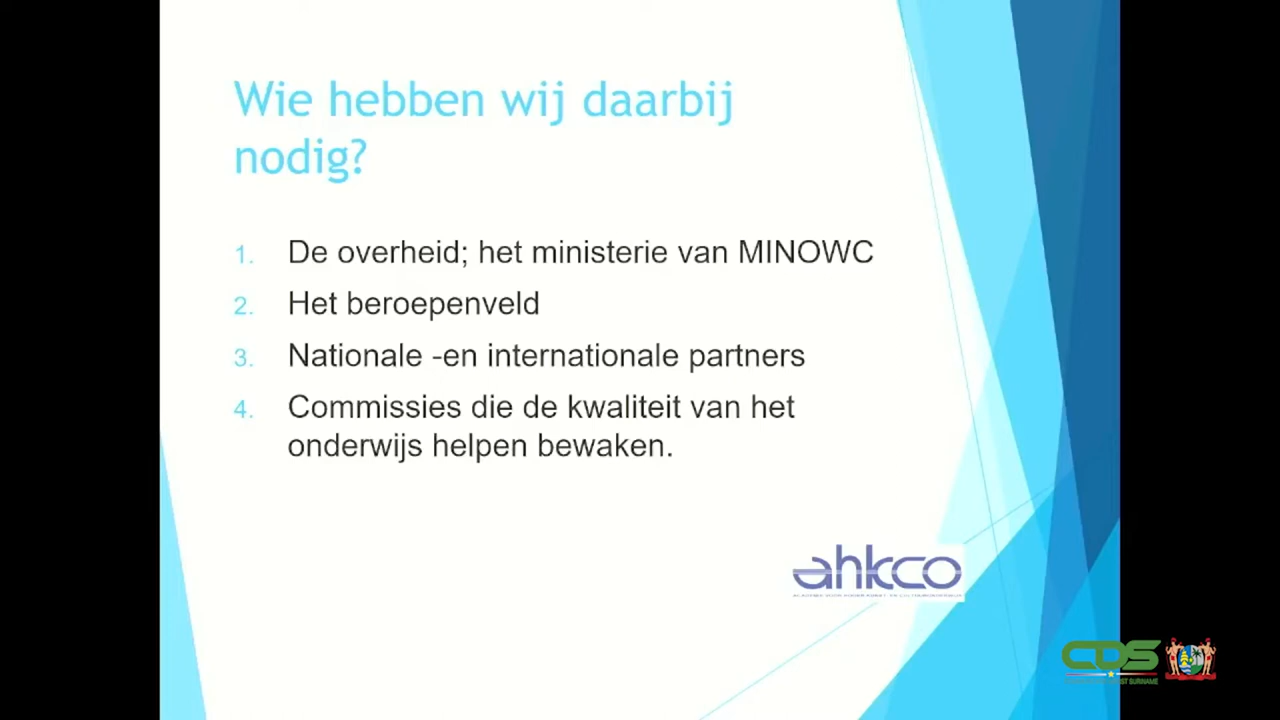 Wie hebben wij daarbij
nodig?
1. De overheid; het ministerie van MINOWC
2. Het beroepenveld
3. Nationale -en internationale partners
4. Commissies die de kwaliteit van het
onderwijs helpen bewaken.
ahkco
CDS